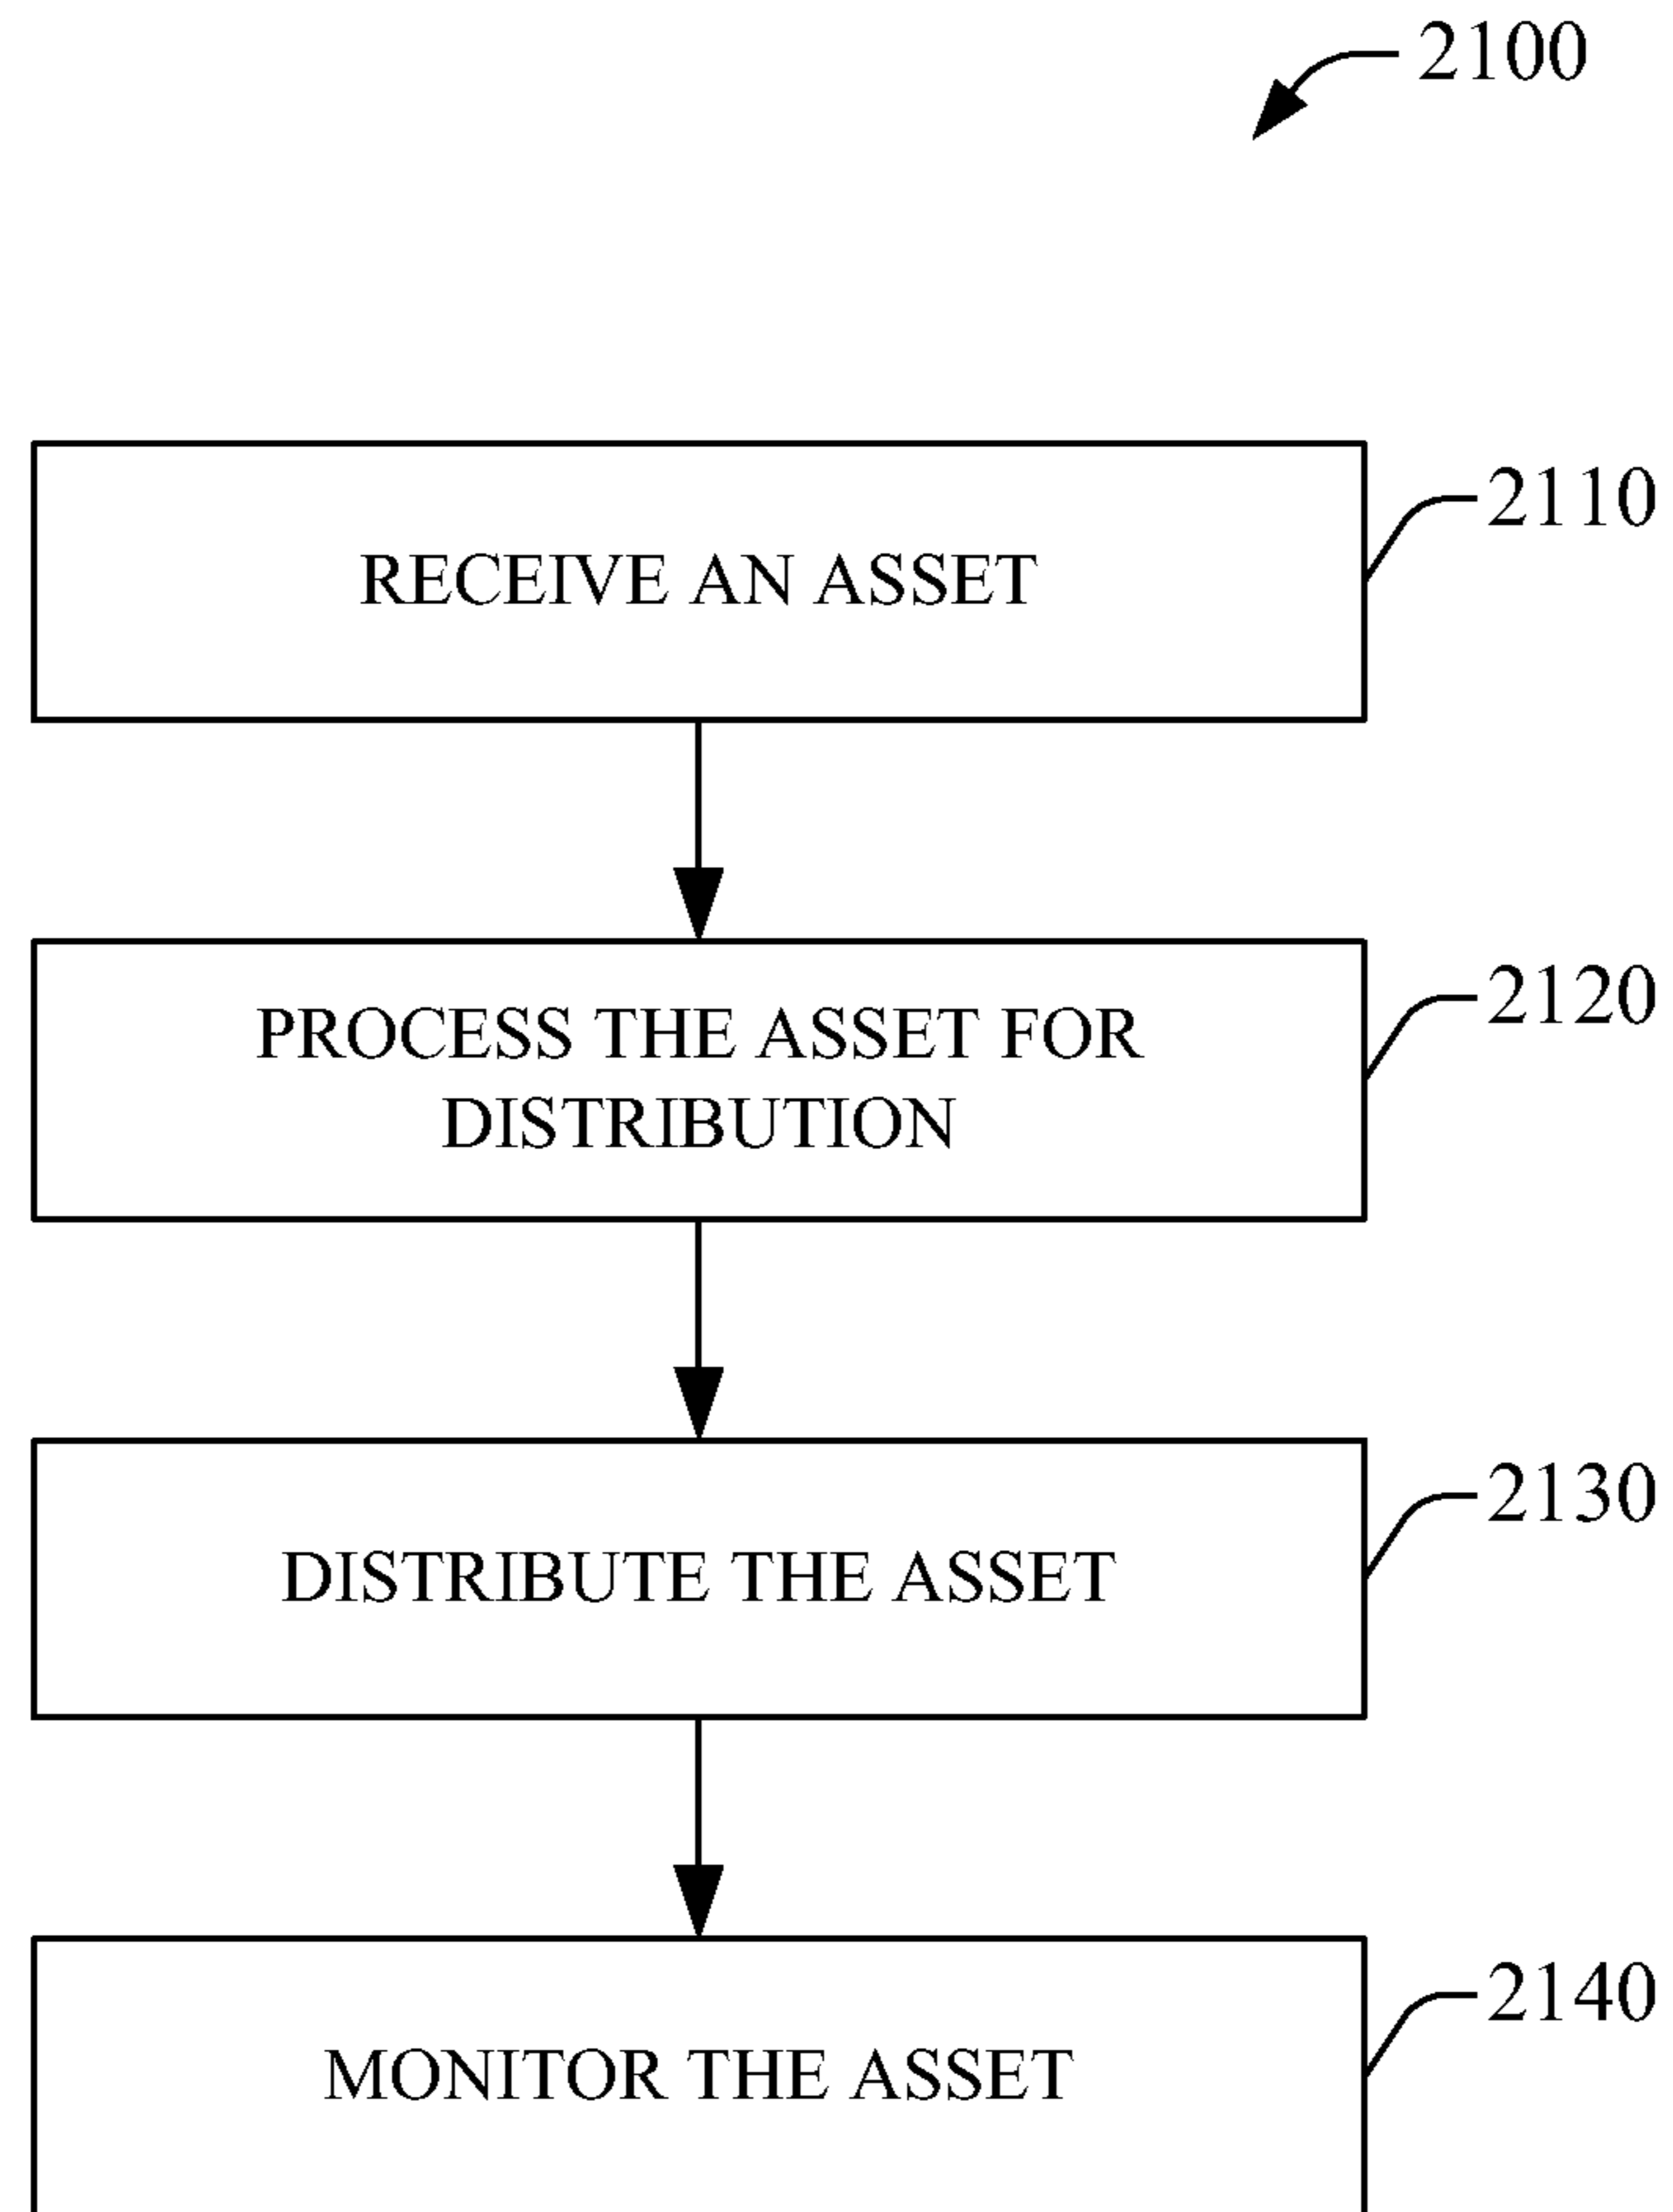 2100
2110
RECEIVE AN ASSET
2120
PROCESS THE ASSET FOR
DISTRIBUTION
2130
DISTRIBUTE THE ASSET
2140
MONITOR THE ASSET